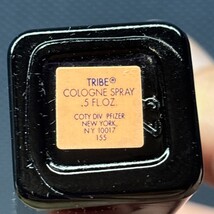 TRIBE®
COLOGNE SPRAY
.5 FL.OZ.
COTY DIV. PFIZER
NEW YORK,
N.Y. 10017
155